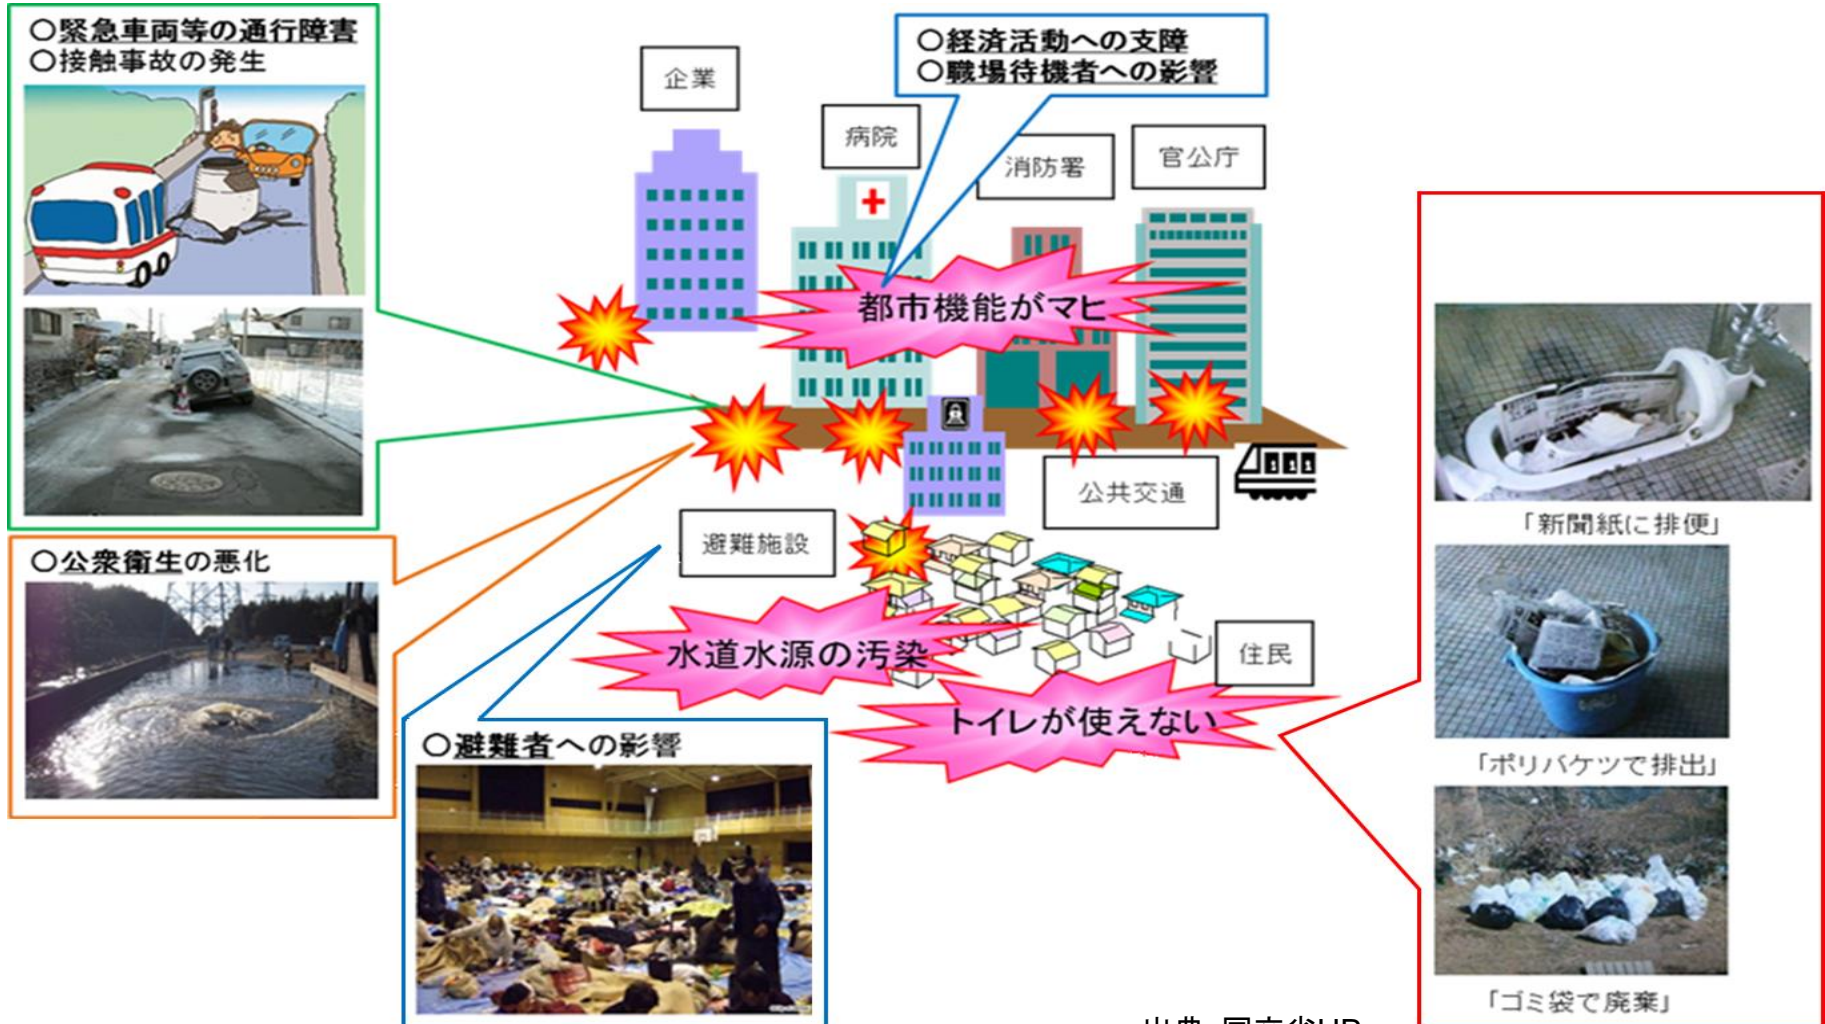 ○緊急車両等の通行障害
○接触事故の発生
○経済活動への支障
○職場待機者への影響
企業
病院
消防署
官公庁
都市機能がマヒ
公共交通
避難施設
○公衆衛生の悪化
水道水源の汚染
住民
トイレが使えない
○避難者への影響
「新聞紙に排便」
「ポリバケツで排出」
「ゴミ袋で廃棄」